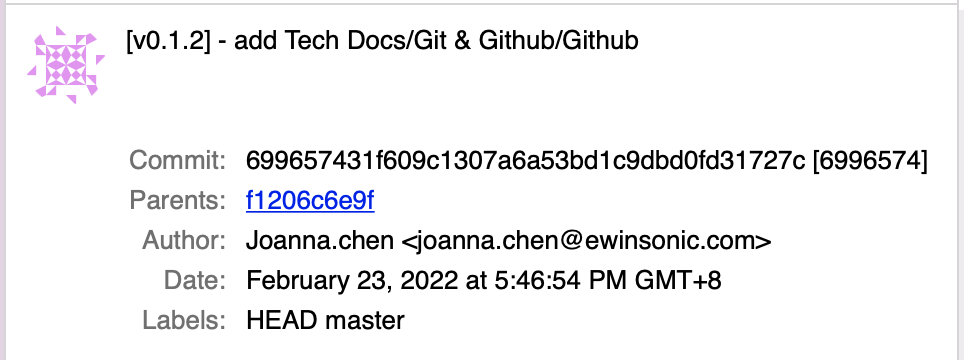 [v0.1.2] - add Tech Docs/Git & Github/Github
Commit: 699657431f609c1307a6a53bd1c9dbd0fd31727c [6996574]
Parents: f1206c6e9f
Author: Joanna.chen <joanna.chen@ewinsonic.com>
Date: February 23, 2022 at 5:46:54 PM GMT+8
Labels: HEAD master